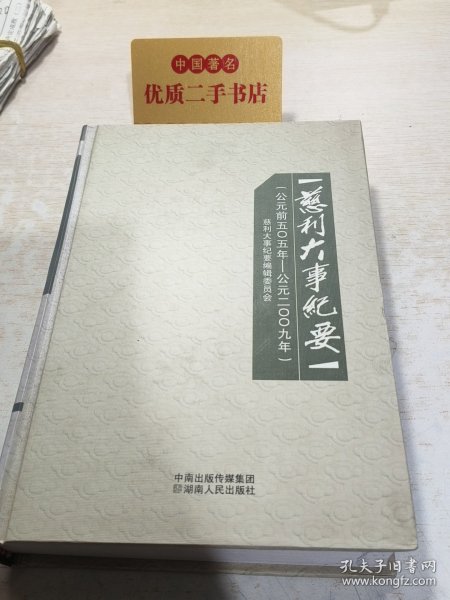 中国著名
优质二手书店
慈利大事纪要
(公元前五〇五年—公元二〇〇九年)
慈利大事纪要编辑委员会
中南出版传媒集团
湖南人民出版社
孔夫子旧书网
www.kongfz.com